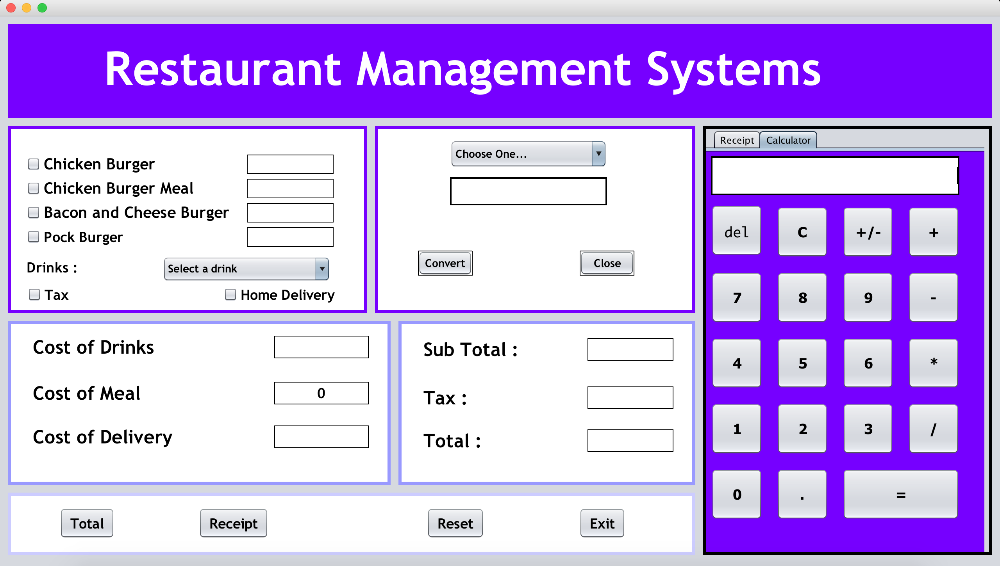 Restaurant Management Systems
Chicken Burger
Chicken Burger Meal
Bacon and Cheese Burger
Pock Burger
Drinks :
Select a drink
Tax
Home Delivery
Choose One...
Convert
Close
Receipt
Calculator
del
C
+/-
+
7
8
9
-
4
5
6
*
1
2
3
/
0
.
=
Cost of Drinks
Cost of Meal
0
Cost of Delivery
Sub Total :
Tax :
Total :
Total
Receipt
Reset
Exit